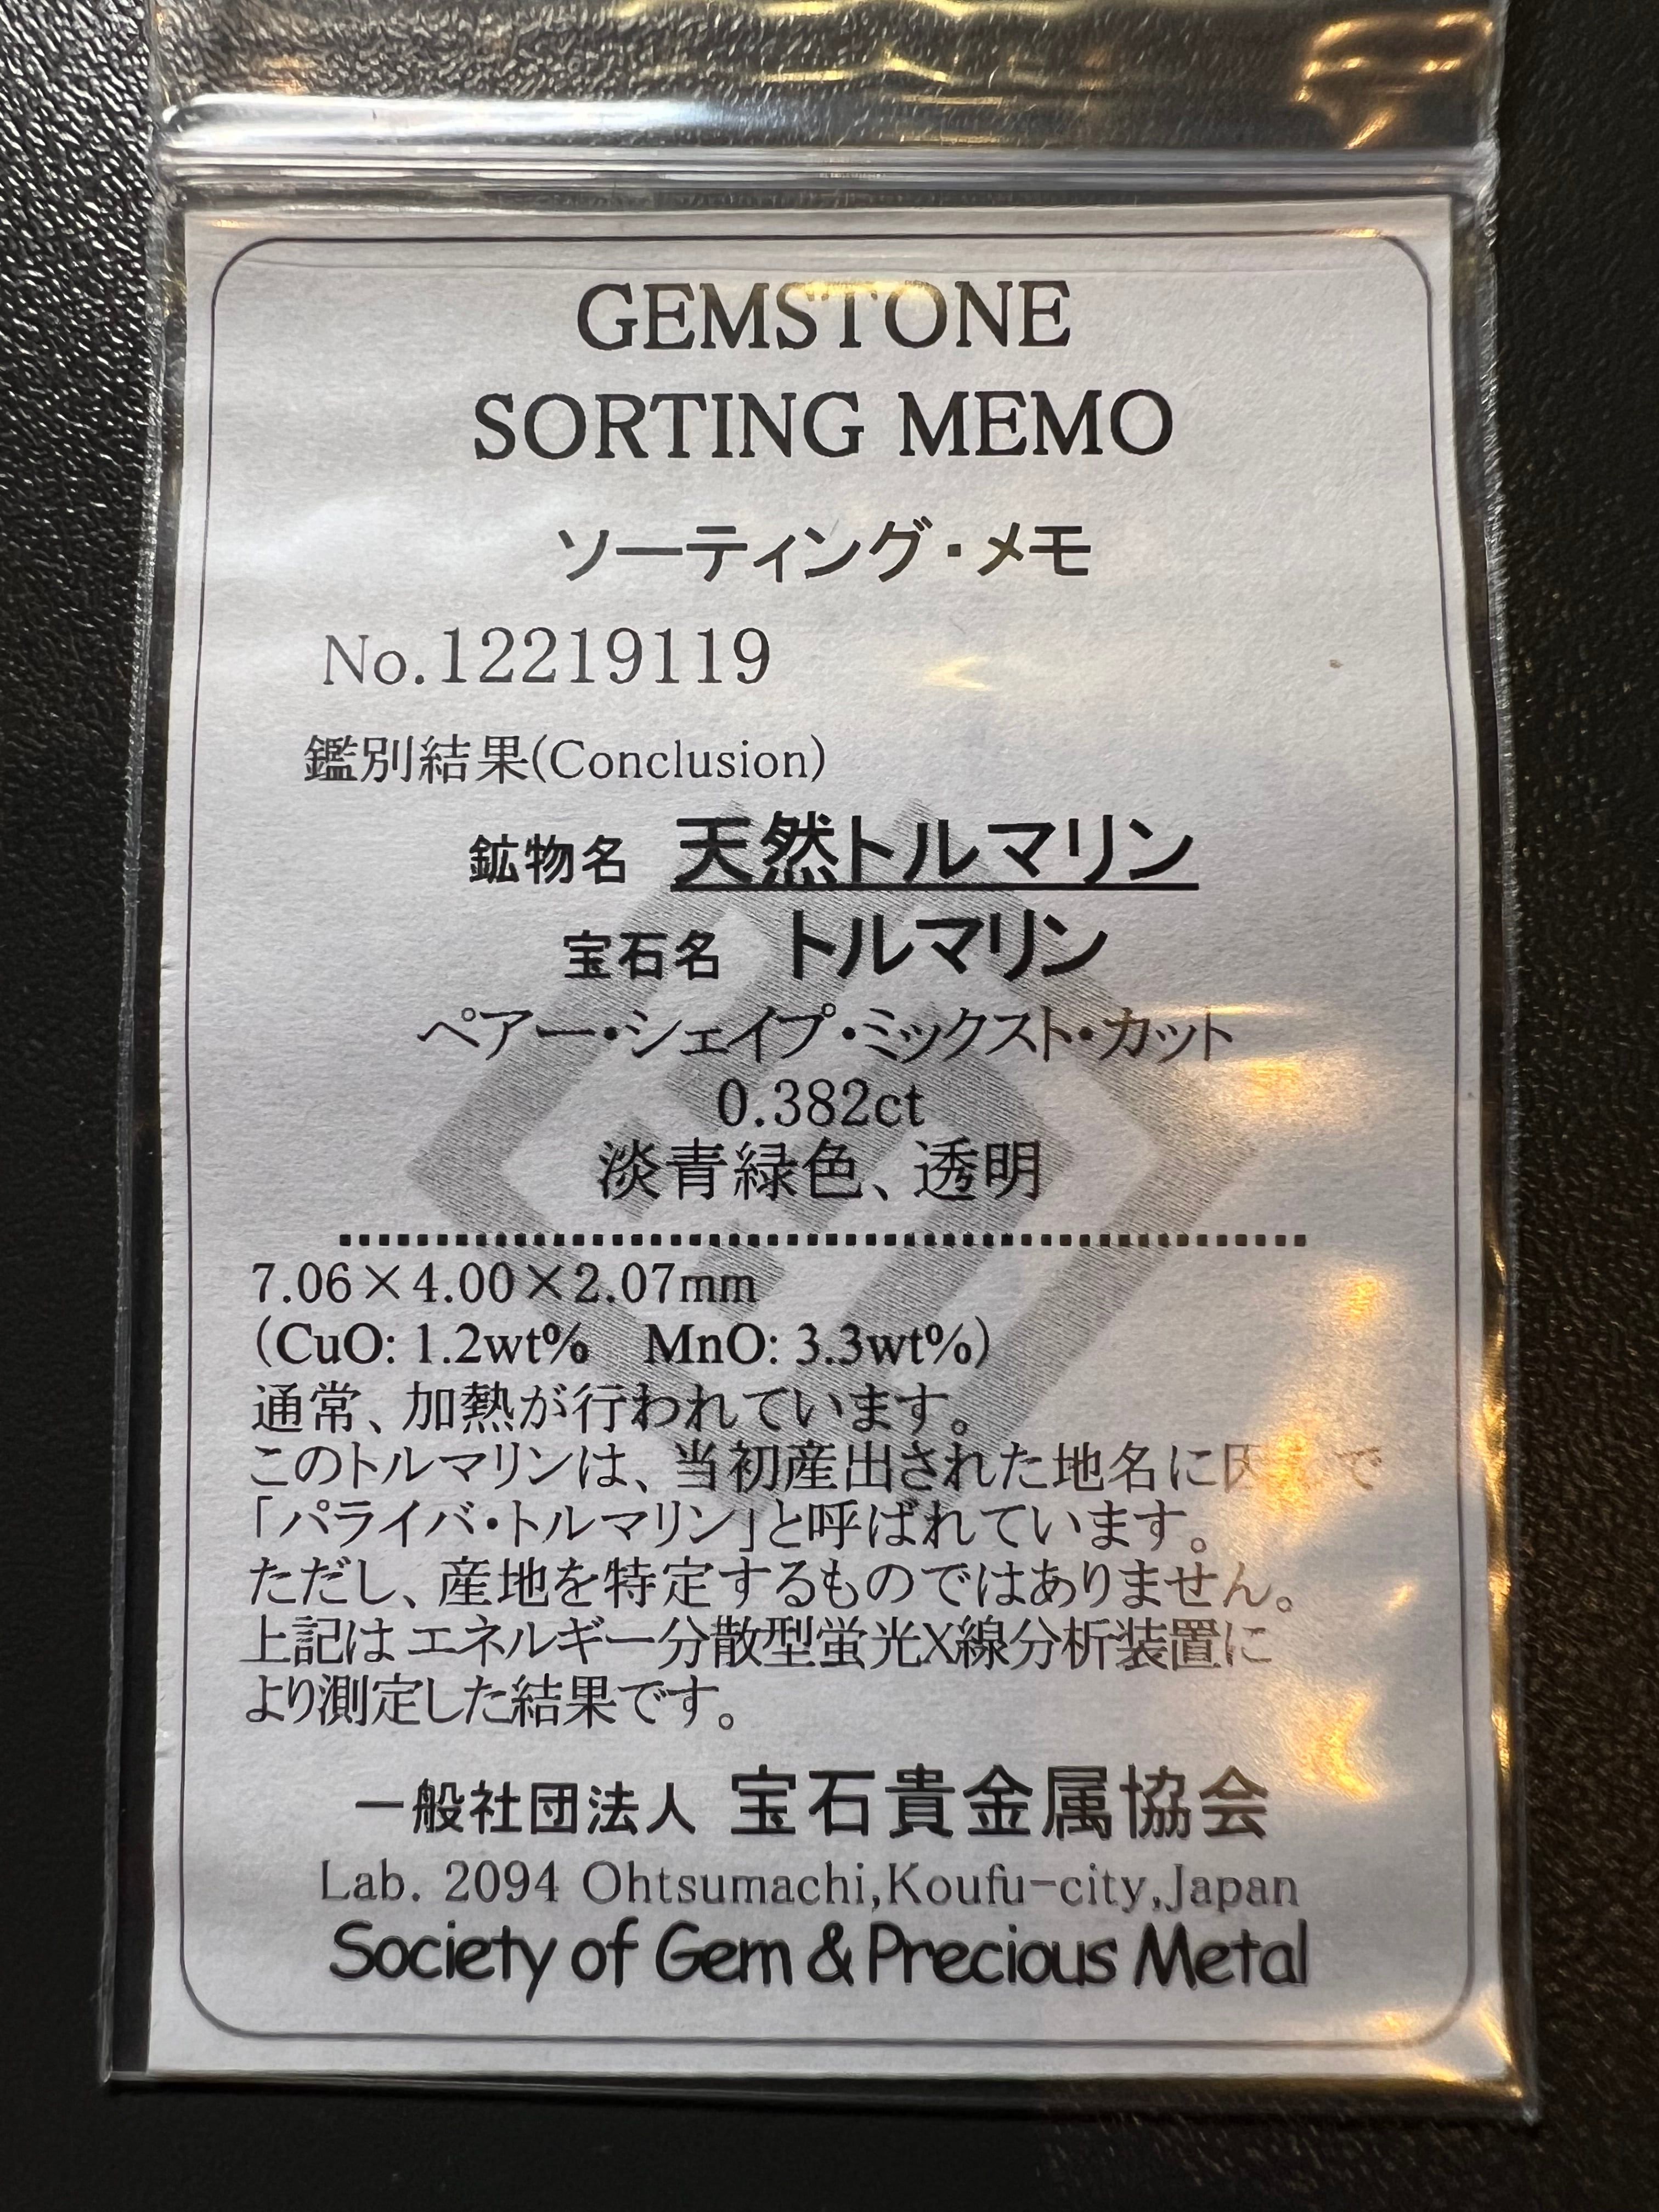 GEMSTONE
SORTING MEMO
ソーティング・メモ
No.12219119
鑑別結果(Conclusion)
鉱物名 天然トルマリン
宝石名 トルマリン
ペアー・シェイプ・ミックスト・カット
0.382ct
淡青緑色、透明
7.06×4.00×2.07mm
(CuO: 1.2wt% MnO: 3.3wt%)
通常、加熱が行われています。
このトルマリンは、当初産出された地名に因んで
「パライバ・トルマリン」と呼ばれています。
ただし、産地を特定するものではありません。
上記はエネルギー分散型蛍光X線分析装置に
より測定した結果です。
一般社団法人 宝石貴金属協会
Lab. 2094 Ohtsumachi,Koufu-city,Japan
Society of Gem & Precious Metal